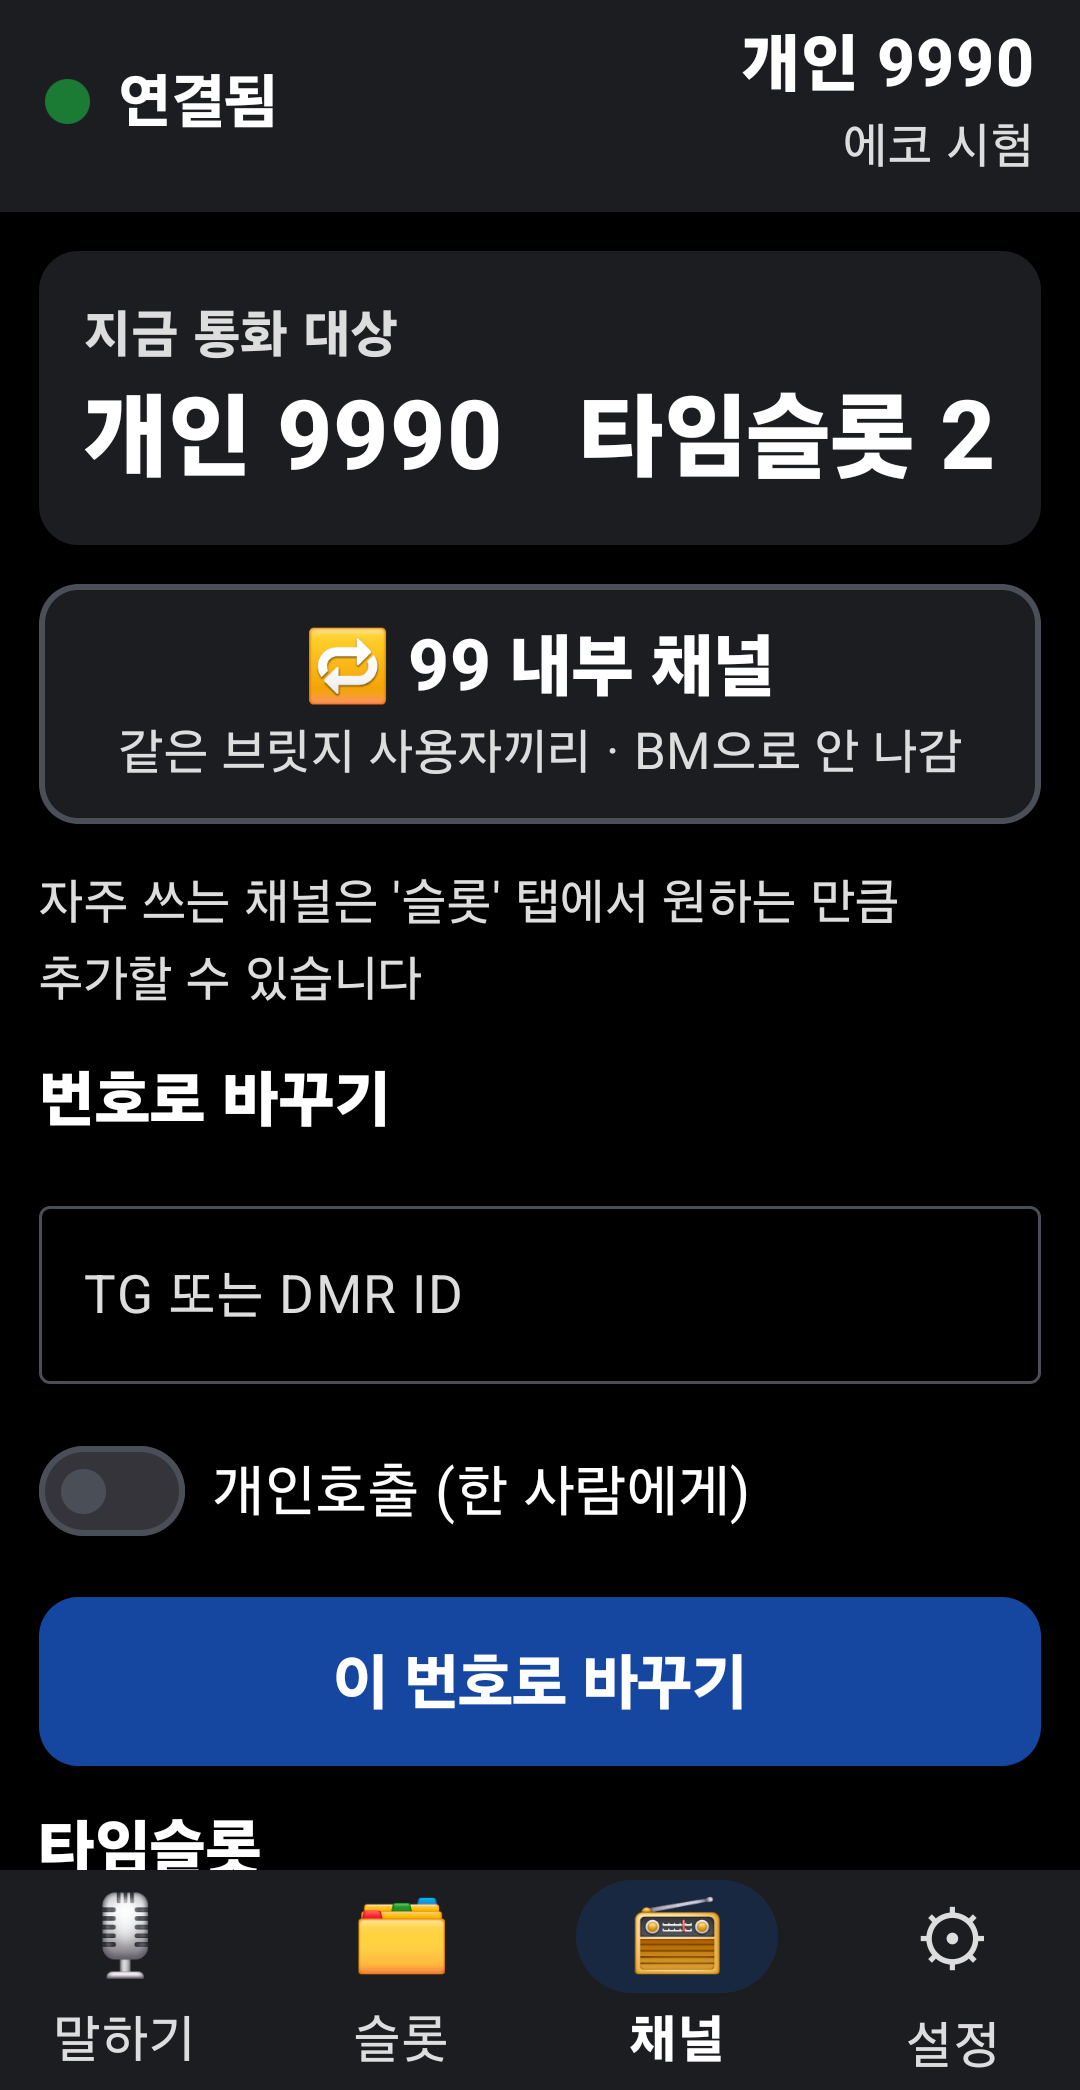 연결됨
개인 9990
에코 시험
지금 통화 대상
개인 9990 타임슬롯 2
🔁 99 내부 채널
같은 브릿지 사용자끼리 · BM으로 안 나감
자주 쓰는 채널은 '슬롯' 탭에서 원하는 만큼
추가할 수 있습니다
번호로 바꾸기
TG 또는 DMR ID
개인호출 (한 사람에게)
이 번호로 바꾸기
타임슬롯
말하기 슬롯 채널 설정